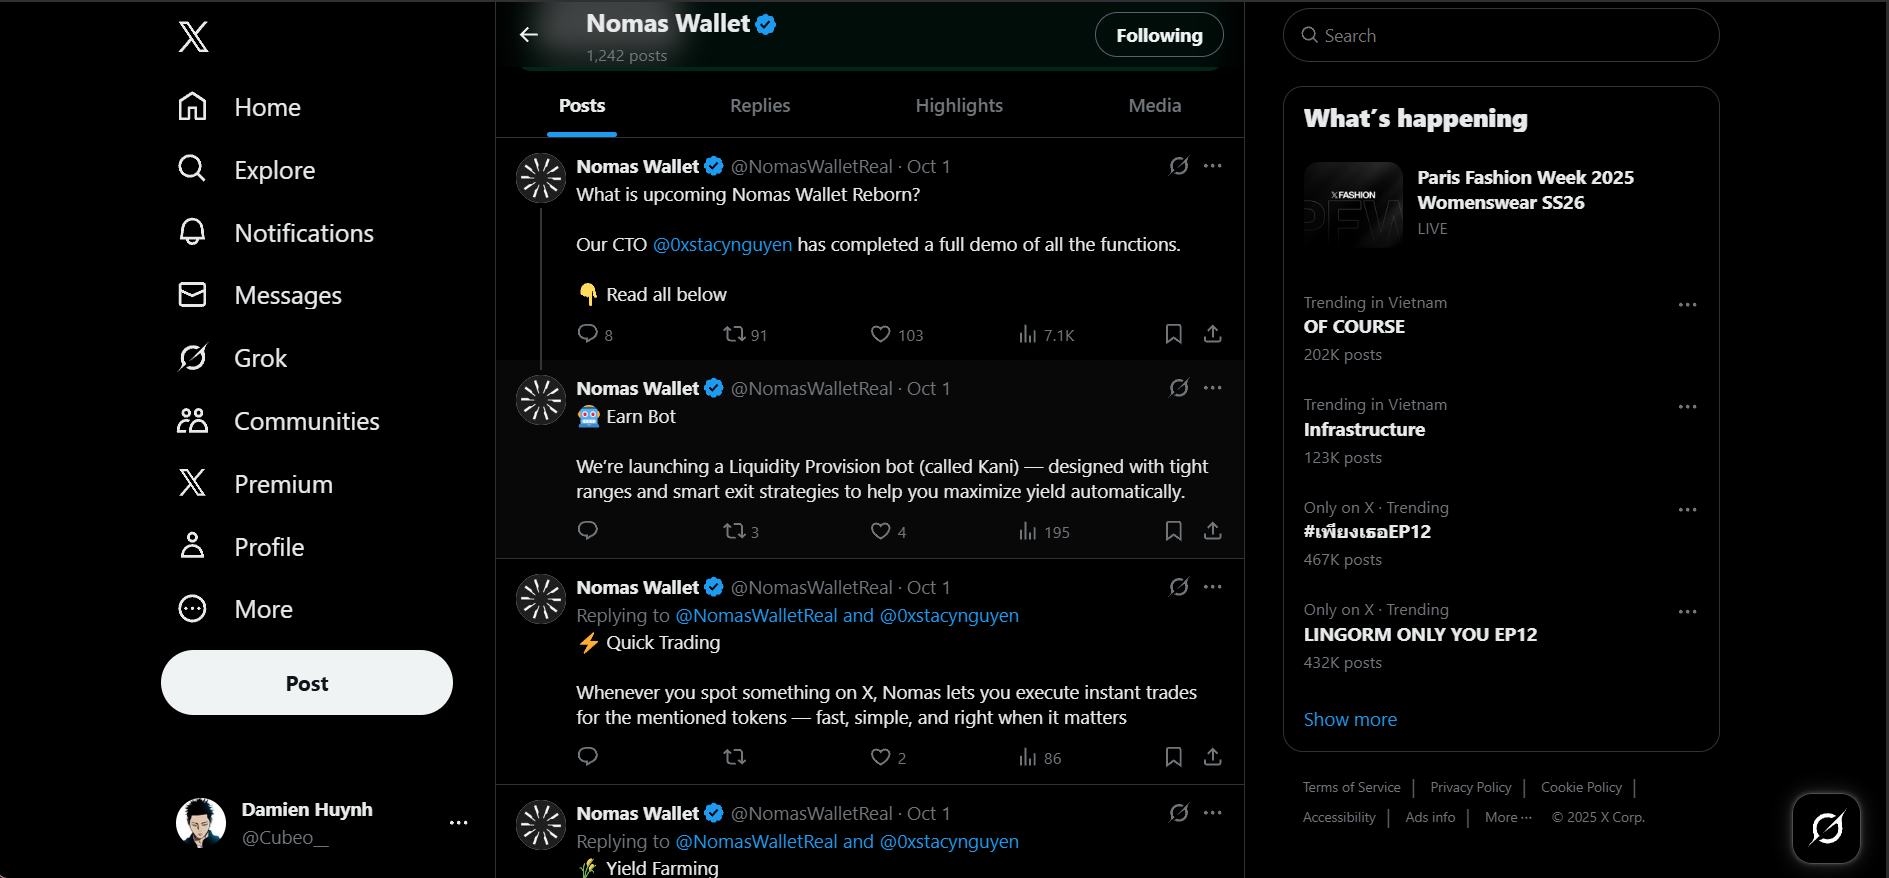 Home
Explore
Notifications
Messages
Grok
Communities
Premium
Profile
More
Post
Damien Huynh
@Cubeo__
Nomas Wallet
1,242 posts
Following
Posts
Replies
Highlights
Media
Nomas Wallet @NomasWalletReal · Oct 1
What is upcoming Nomas Wallet Reborn?
Our CTO @0xstacynguyen has completed a full demo of all the functions.
👇 Read all below
8 91 103 7.1K
Nomas Wallet @NomasWalletReal · Oct 1
🤖 Earn Bot
We’re launching a Liquidity Provision bot (called Kani) — designed with tight
ranges and smart exit strategies to help you maximize yield automatically.
3 4 195
Nomas Wallet @NomasWalletReal · Oct 1
Replying to @NomasWalletReal and @0xstacynguyen
⚡ Quick Trading
Whenever you spot something on X, Nomas lets you execute instant trades
for the mentioned tokens — fast, simple, and right when it matters
2 86
Nomas Wallet @NomasWalletReal · Oct 1
Replying to @NomasWalletReal and @0xstacynguyen
🌾 Yield Farming
Search
What’s happening
X FASHION
PFW
Paris Fashion Week 2025
Womenswear SS26
LIVE
Trending in Vietnam
OF COURSE
202K posts
Trending in Vietnam
Infrastructure
123K posts
Only on X · Trending
#เพียงเธอEP12
467K posts
Only on X · Trending
LINGORM ONLY YOU EP12
432K posts
Show more
Terms of Service | Privacy Policy | Cookie Policy |
Accessibility | Ads info | More ··· © 2025 X Corp.